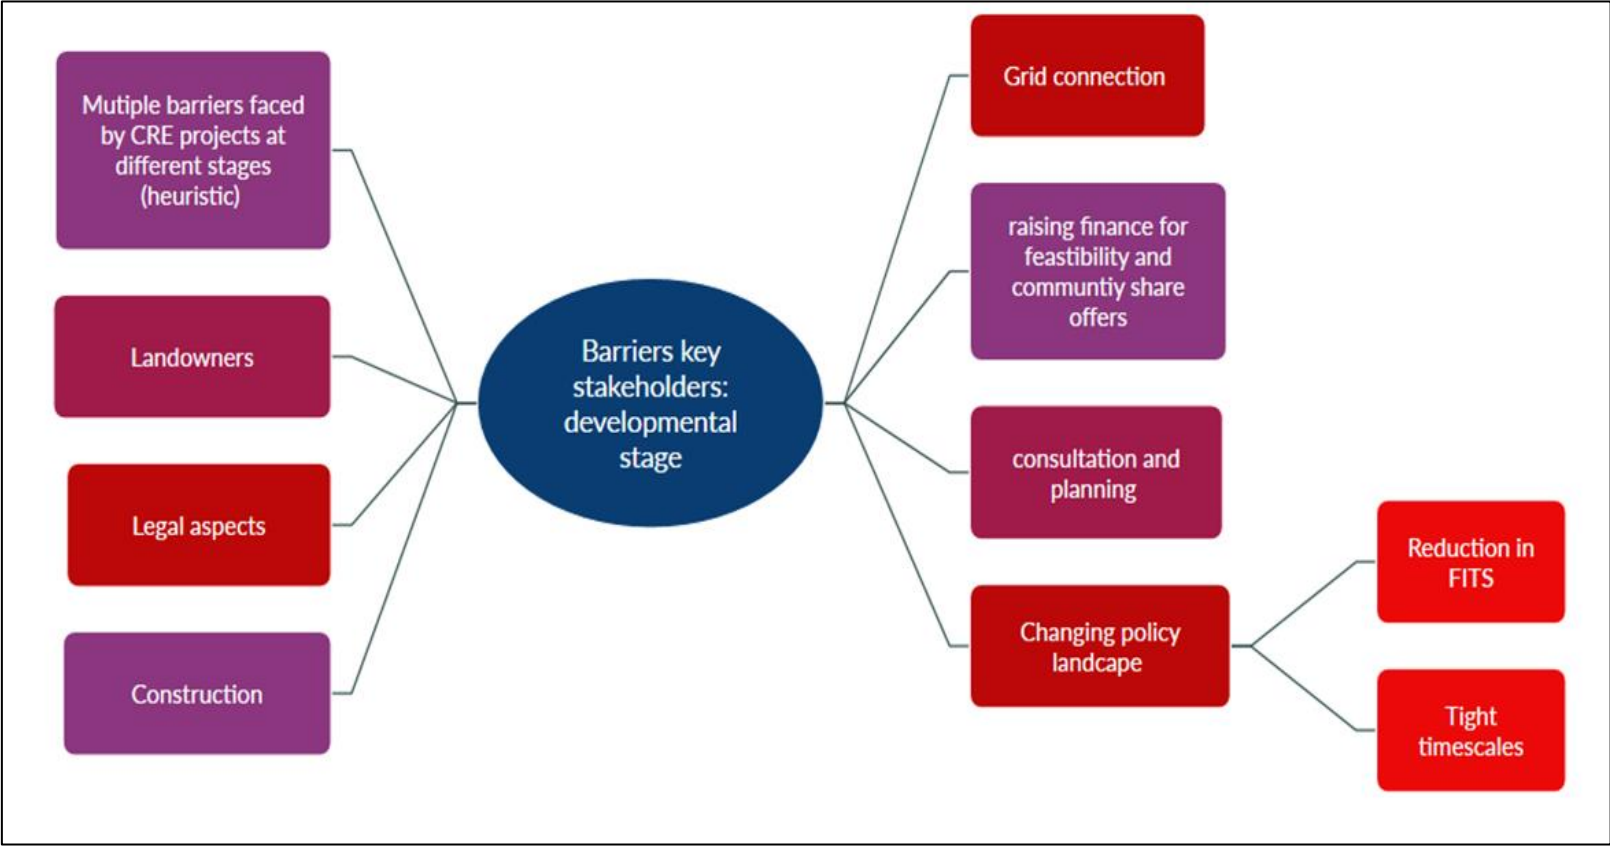 Mutiple barriers faced
by CRE projects at
different stages
(heuristic)
Landowners
Legal aspects
Construction
Barriers key
stakeholders:
developmental
stage
Grid connection
raising finance for
feastibility and
communtiy share
offers
consultation and
planning
Changing policy
landcape
Reduction in
FITS
Tight
timescales